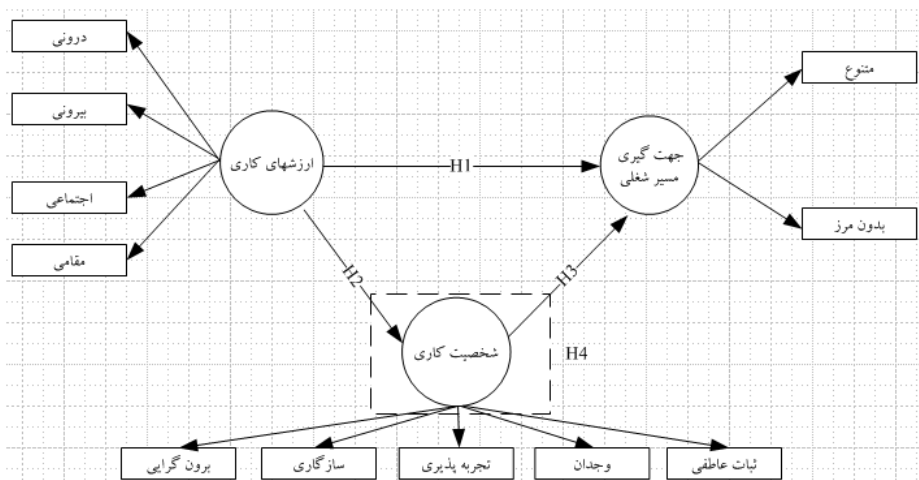 درونی
متنوع
بیرونی
ارزشهای کاری
H1
جهت گیری
مسیر شغلی
اجتماعی
بدون مرز
مقامی
H2
H3
شخصیت کاری
H4
برون گرایی
سازگاری
تجربه پذیری
وجدان
ثبات عاطفی